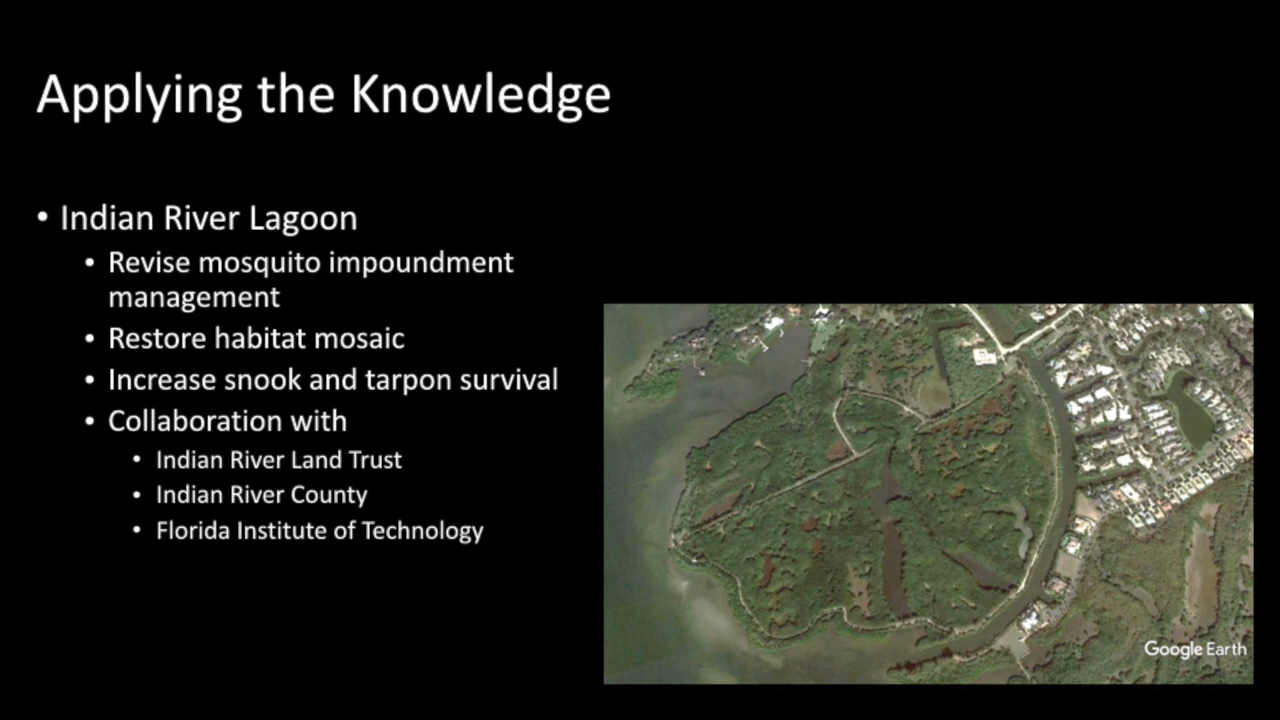 Applying the Knowledge
• Indian River Lagoon
• Revise mosquito impoundment
management
• Restore habitat mosaic
• Increase snook and tarpon survival
• Collaboration with
• Indian River Land Trust
• Indian River County
• Florida Institute of Technology
Google Earth